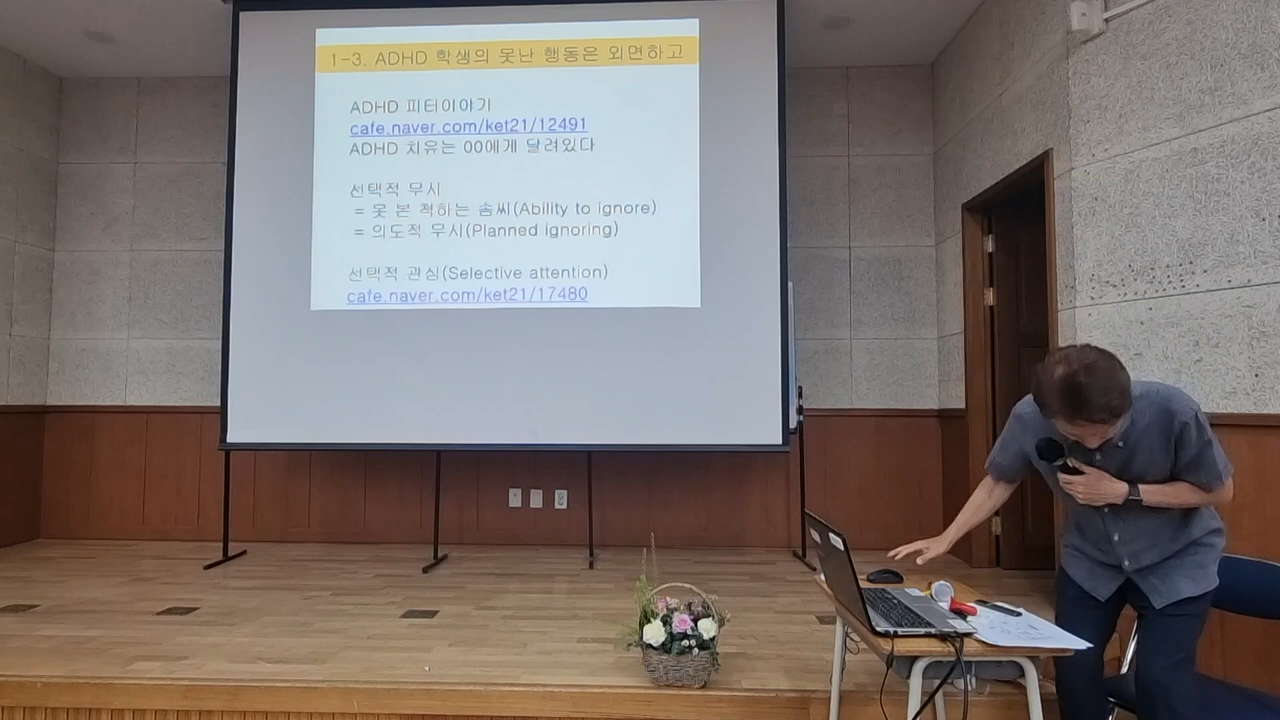 1-3. ADHD 학생의 못난 행동은 외면하고
ADHD 피터이야기
cafe.naver.com/ket21/12491
ADHD 치유는 00에게 달려있다
선택적 무시
= 못 본 척하는 솜씨(Ability to ignore)
= 의도적 무시(Planned ignoring)
선택적 관심(Selective attention)
cafe.naver.com/ket21/17480